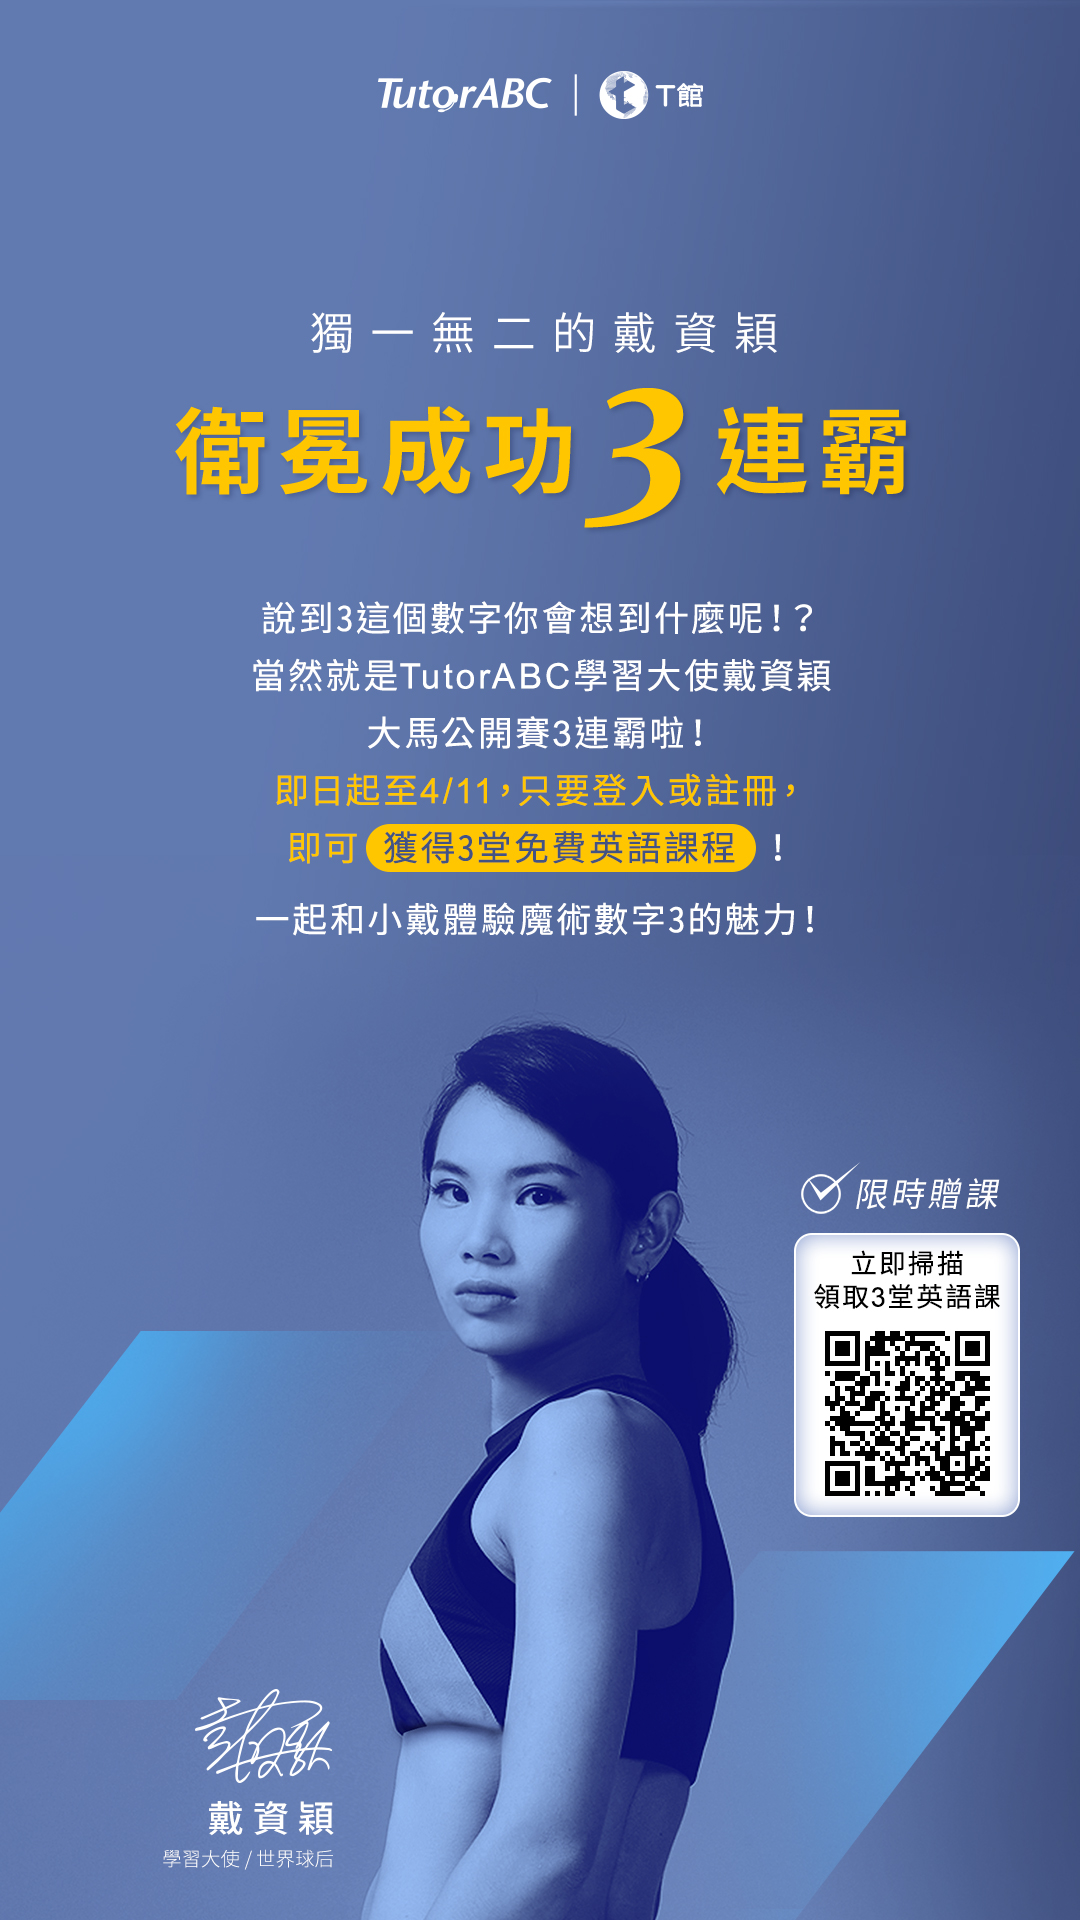 TutorABC | T館
獨一無二的戴資穎
衛冕成功3連霸
說到3這個數字你會想到什麼呢！？
當然就是TutorABC學習大使戴資穎
大馬公開賽3連霸啦！
即日起至4/11，只要登入或註冊，
即可 獲得3堂免費英語課程 ！
一起和小戴體驗魔術數字3的魅力！
限時贈課
立即掃描
領取3堂英語課
戴資穎
學習大使 / 世界球后